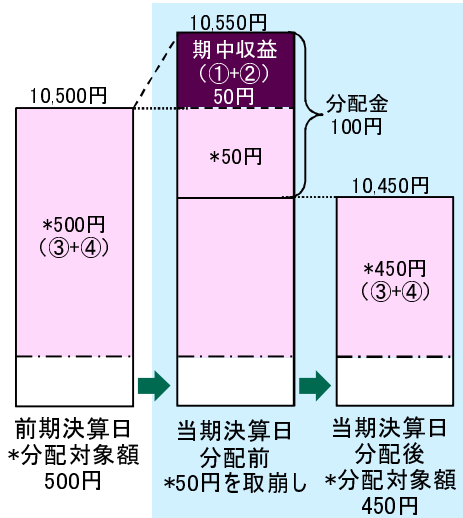 10,550円
期中収益
（①+②）
50円
10,500円
分配金
100円
*50円
10,450円
*500円
（③+④）
*450円
（③+④）
前期決算日
*分配対象額
500円
当期決算日
分配前
*50円を取崩し
当期決算日
分配後
*分配対象額
450円